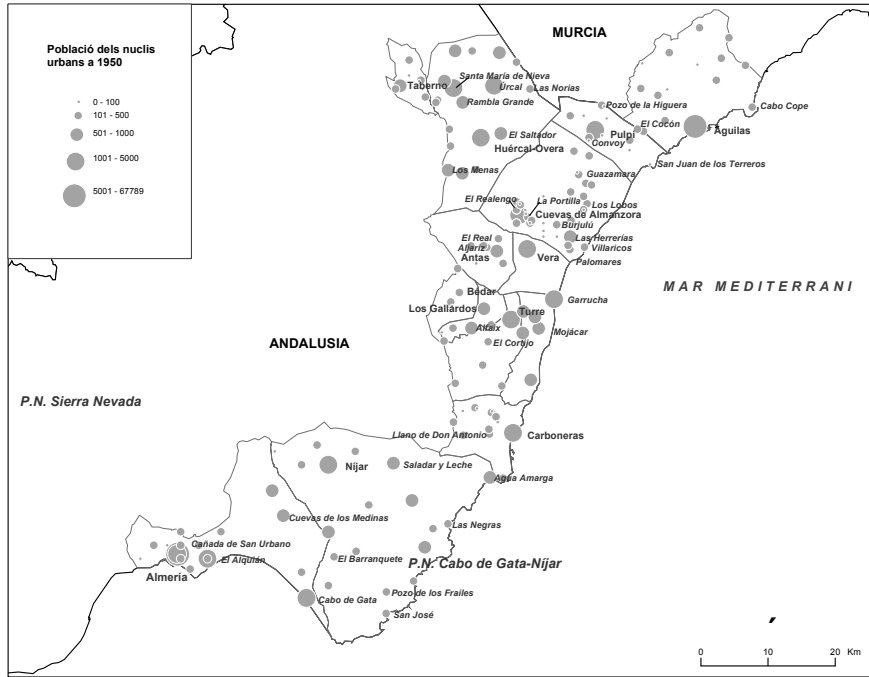 Població dels nuclis
urbans a 1950
0 - 100
101 - 500
501 - 1000
1001 - 5000
5001 - 67789
MURCIA
Santa María de Nieva
Taberno
Urcal
Las Norias
Rambla Grande
Pozo de la Higuera
Cabo Cope
El Cocón
Águilas
Pulpí
El Saltador
Convoy
Huércal-Overa
San Juan de los Terreros
Los Menas
Guazamara
El Realengo
La Portilla
Los Lobos
Cuevas de Almanzora
Burjulú
El Real
Las Herrerías
Aljariz
Villaricos
Antas
Vera
Palomares
MAR MEDITERRANI
Bédar
Garrucha
Los Gallardos
Turre
Alfaix
Mojácar
El Cortijo
ANDALUSIA
P.N. Sierra Nevada
Llano de Don Antonio
Carboneras
Níjar
Saladar y Leche
Agua Amarga
Cuevas de los Medinas
Las Negras
Cañada de San Urbano
El Alquián
El Barranquete
P.N. Cabo de Gata-Níjar
Almería
Pozo de los Frailes
Cabo de Gata
San José
0 10 20 Km